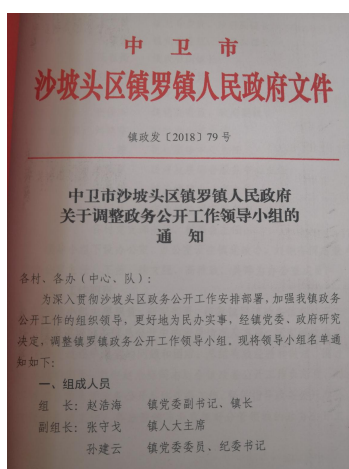 中卫市
沙坡头区镇罗镇人民政府文件
镇政发〔2018〕79号
中卫市沙坡头区镇罗镇人民政府
关于调整政务公开工作领导小组的
通 知
各村、各办（中心、队）：
为深入贯彻沙坡头区政务公开工作安排部署，加强我镇政务
公开工作的组织领导，更好地为民办实事，经镇党委、政府研究
决定，调整镇罗镇政务公开工作领导小组。现将领导小组名单通
知如下：
一、组成人员
组 长：赵浩海 镇党委副书记、镇长
副组长：张守戈 镇人大主席
孙建云 镇党委委员、纪委书记